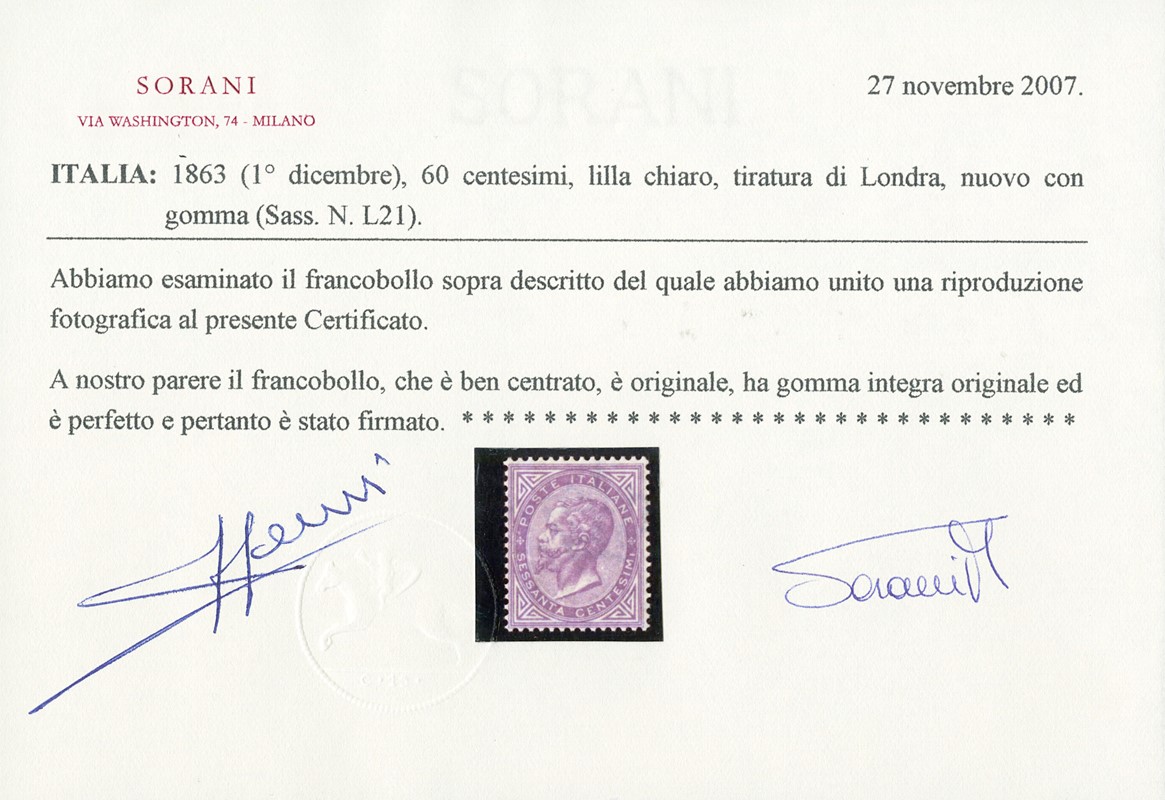 SORANI
VIA WASHINGTON, 74 - MILANO
27 novembre 2007.
ITALIA: 1863 (1° dicembre), 60 centesimi, lilla chiaro, tiratura di Londra, nuovo con
gomma (Sass. N. L21).
Abbiamo esaminato il francobollo sopra descritto del quale abbiamo unito una riproduzione
fotografica al presente Certificato.
A nostro parere il francobollo, che è ben centrato, è originale, ha gomma integra originale ed
è perfetto e pertanto è stato firmato. * * * * * * * * * * * * * * * * * * * * * * * * * * * * * *
POSTE ITALIANE
SESSANTA CENTESIMI
Sorani
SORANI